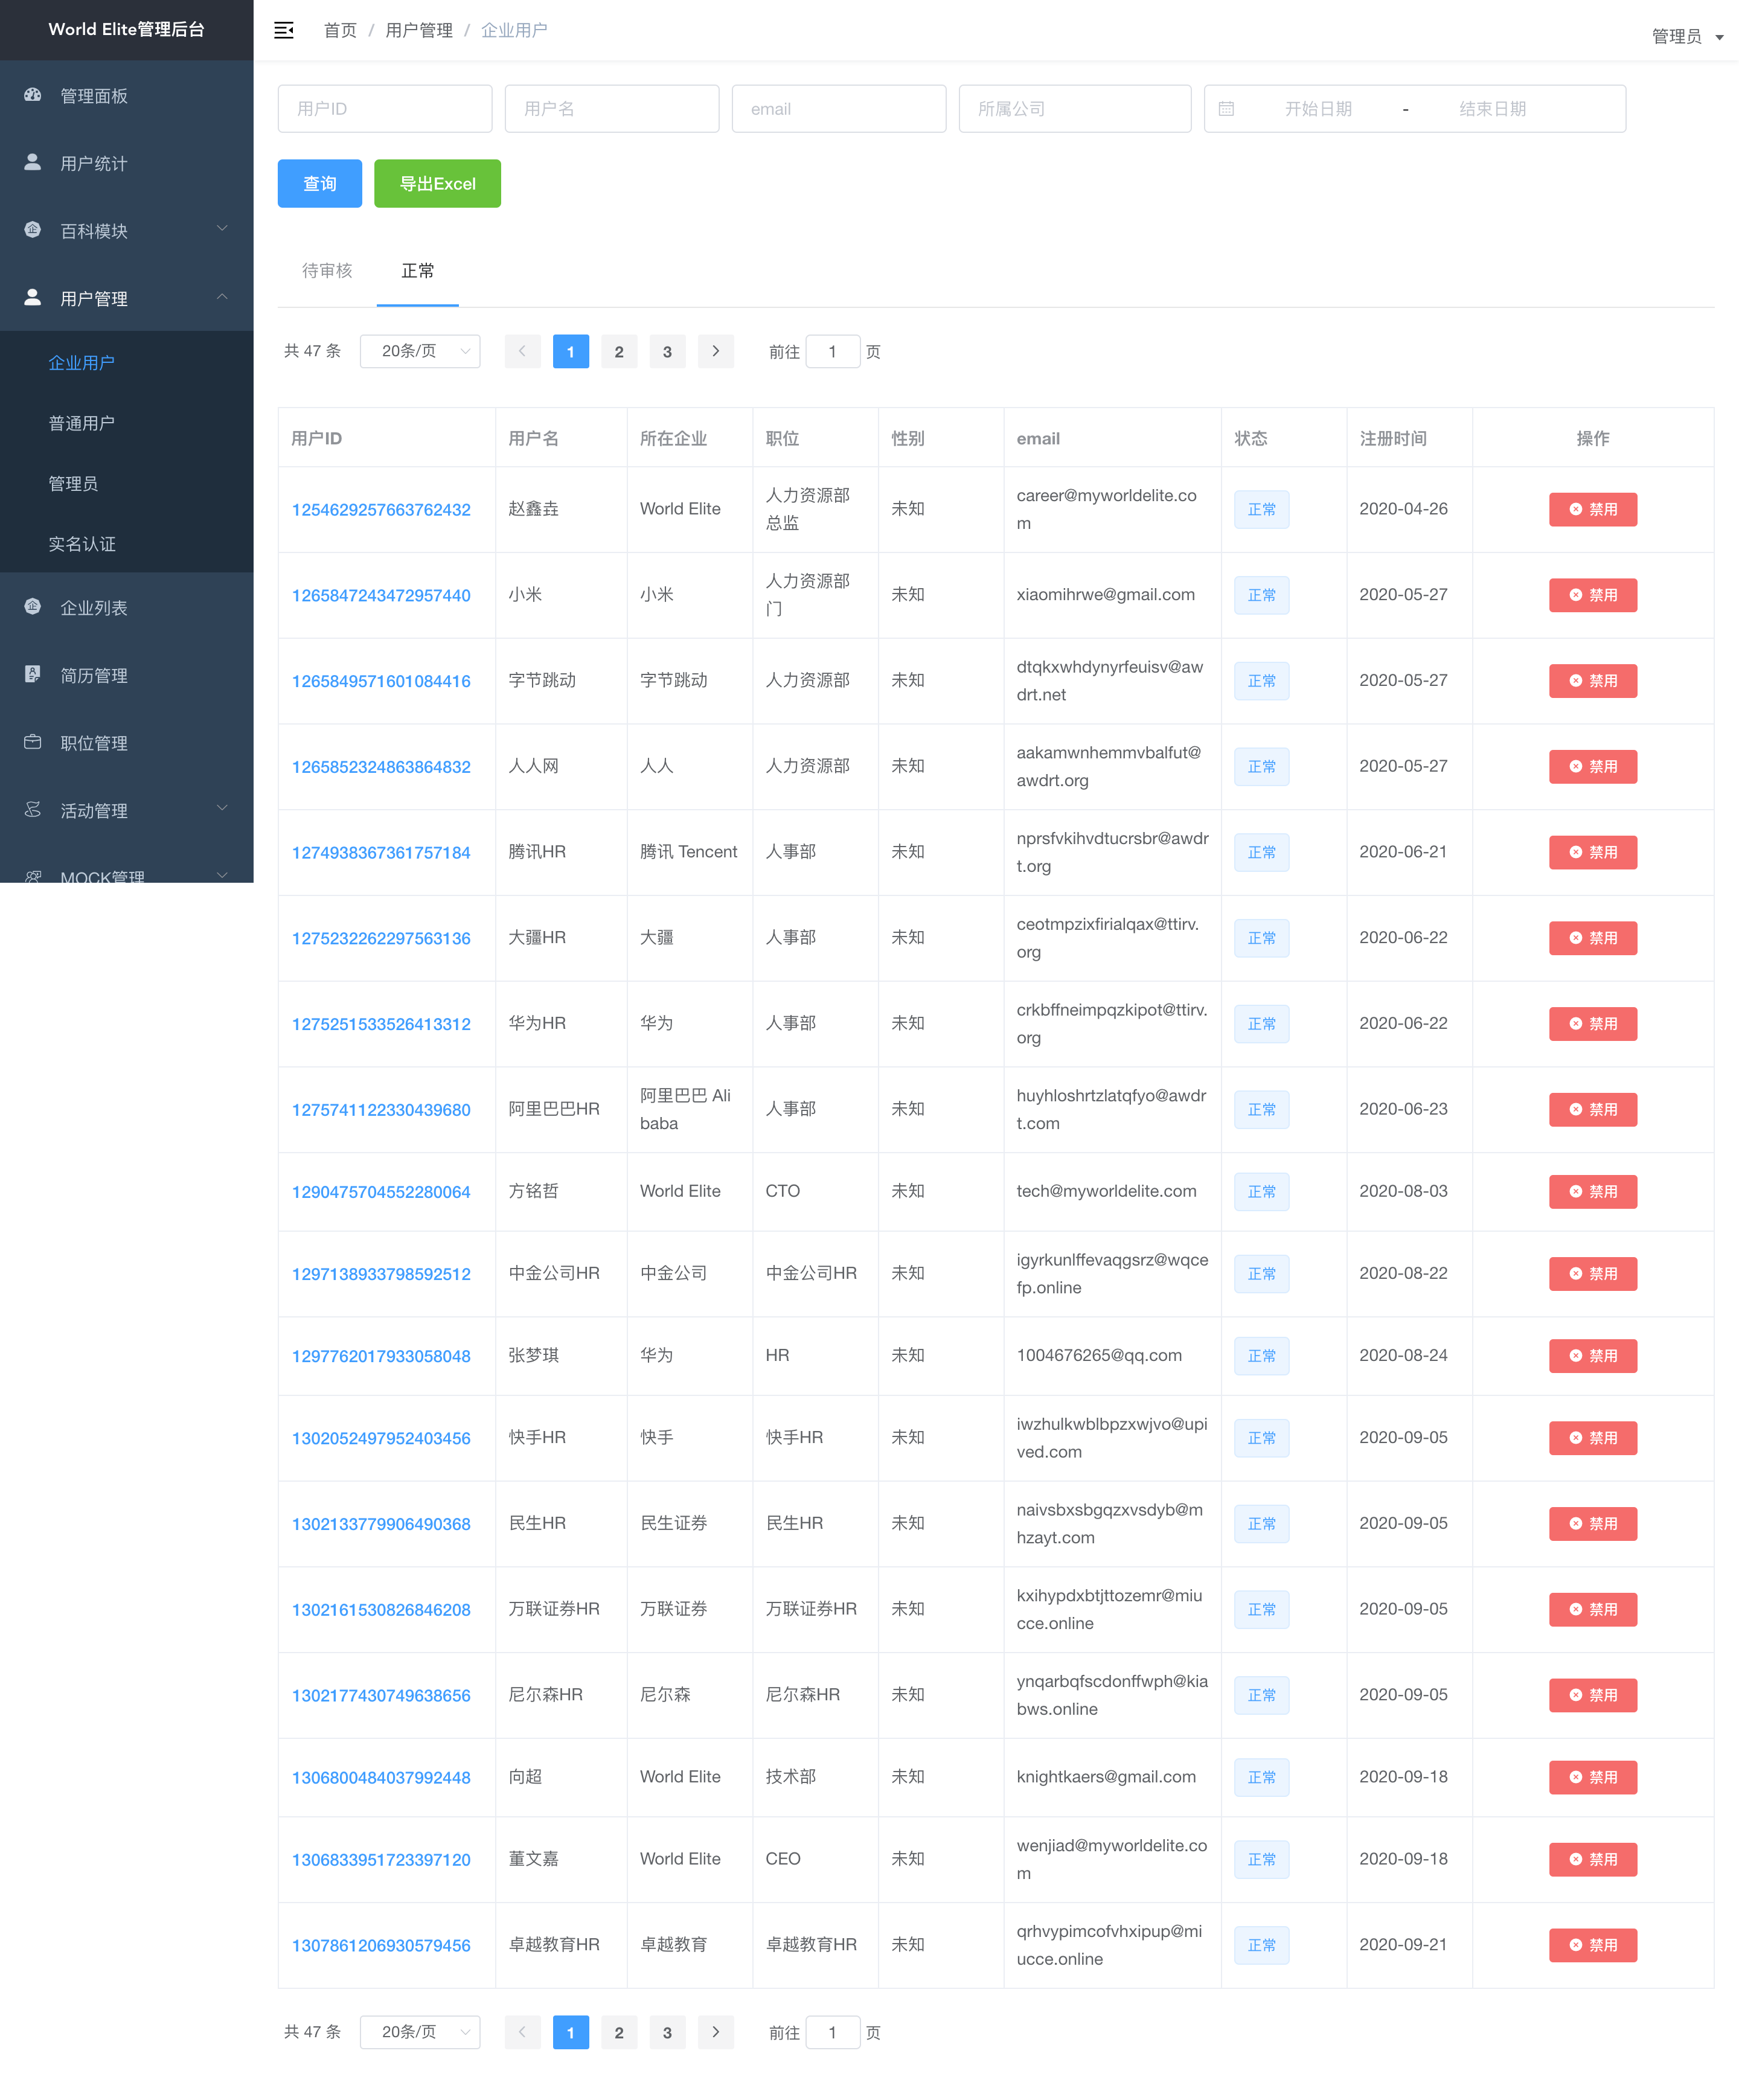 World Elite管理后台
首页 / 用户管理 / 企业用户
管理员
管理面板
用户统计
百科模块
用户管理
企业用户
普通用户
管理员
实名认证
企业列表
简历管理
职位管理
活动管理
MOCK管理
用户ID 用户名 email 所属公司 开始日期 - 结束日期
查询 导出Excel
待审核 正常
共 47 条 20条/页 1 2 3 前往 1 页
用户ID 用户名 所在企业 职位 性别 email 状态 注册时间 操作
1254629257663762432 赵鑫垚 World Elite 人力资源部 未知 career@myworldelite.co 正常 2020-04-26 禁用
总监 m
1265847243472957440 小米 小米 人力资源部 未知 xiaomihrwe@gmail.com 正常 2020-05-27 禁用
门
1265849571601084416 字节跳动 字节跳动 人力资源部 未知 dtqkxwhdynyrfeuisv@aw 正常 2020-05-27 禁用
drt.net
1265852324863864832 人人网 人人 人力资源部 未知 aakamwnhemmvbalfut@ 正常 2020-05-27 禁用
awdrt.org
1274938367361757184 腾讯HR 腾讯 Tencent 人事部 未知 nprsfvkihvdtucrsbr@awdr 正常 2020-06-21 禁用
t.org
1275232262297563136 大疆HR 大疆 人事部 未知 ceotmpzixfirialqax@ttirv. 正常 2020-06-22 禁用
org
1275251533526413312 华为HR 华为 人事部 未知 crkbffneimpqzkipot@ttirv. 正常 2020-06-22 禁用
org
1275741122330439680 阿里巴巴HR 阿里巴巴 Ali 人事部 未知 huyhloshrtzlatqfyo@awdr 正常 2020-06-23 禁用
baba t.com
1290475704552280064 方铭哲 World Elite CTO 未知 tech@myworldelite.com 正常 2020-08-03 禁用
1297138933798592512 中金公司HR 中金公司 中金公司HR 未知 igyrkunlffevaqgsrz@wqce 正常 2020-08-22 禁用
fp.online
1297762017933058048 张梦琪 华为 HR 未知 1004676265@qq.com 正常 2020-08-24 禁用
1302052497952403456 快手HR 快手 快手HR 未知 iwzhulkwblbpzxwjvo@upi 正常 2020-09-05 禁用
ved.com
1302133779906490368 民生HR 民生证券 民生HR 未知 naivsbxsbgqzxvsdyb@m 正常 2020-09-05 禁用
hzayt.com
1302161530826846208 万联证券HR 万联证券 万联证券HR 未知 kxihypdxbtjttozemr@miu 正常 2020-09-05 禁用
cce.online
1302177430749638656 尼尔森HR 尼尔森 尼尔森HR 未知 ynqarbqfscdonffwph@kia 正常 2020-09-05 禁用
bws.online
1306800484037992448 向超 World Elite 技术部 未知 knightkaers@gmail.com 正常 2020-09-18 禁用
1306833951723397120 董文嘉 World Elite CEO 未知 wenjiad@myworldelite.co 正常 2020-09-18 禁用
m
1307861206930579456 卓越教育HR 卓越教育 卓越教育HR 未知 qrhvypimcofvhxipup@mi 正常 2020-09-21 禁用
ucce.online
共 47 条 20条/页 1 2 3 前往 1 页